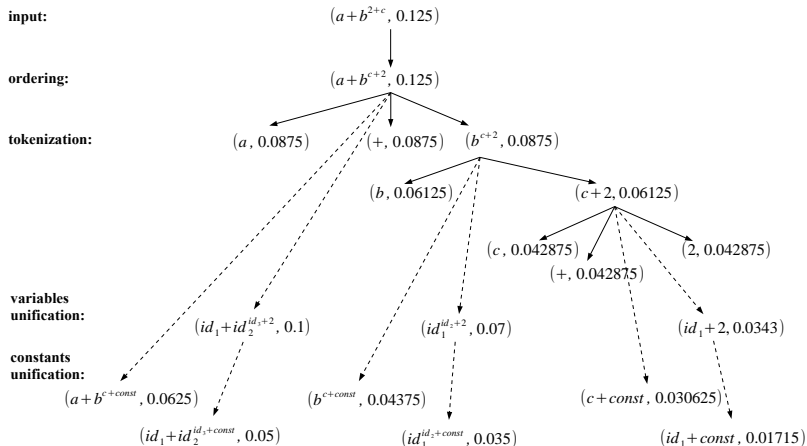 input: (a+b^{2+c}, 0.125)
ordering: (a+b^{c+2}, 0.125)
tokenization: (a, 0.0875) (+, 0.0875) (b^{c+2}, 0.0875)
(b, 0.06125) (c+2, 0.06125)
(c, 0.042875) (2, 0.042875)
(+, 0.042875)
variables
unification: (id_1+id_2^{id_3+2}, 0.1) (id_1^{id_2+2}, 0.07) (id_1+2, 0.0343)
constants
unification:
(a+b^{c+const}, 0.0625) (b^{c+const}, 0.04375) (c+const, 0.030625)
(id_1+id_2^{id_3+const}, 0.05) (id_1^{id_2+const}, 0.035) (id_1+const, 0.01715)